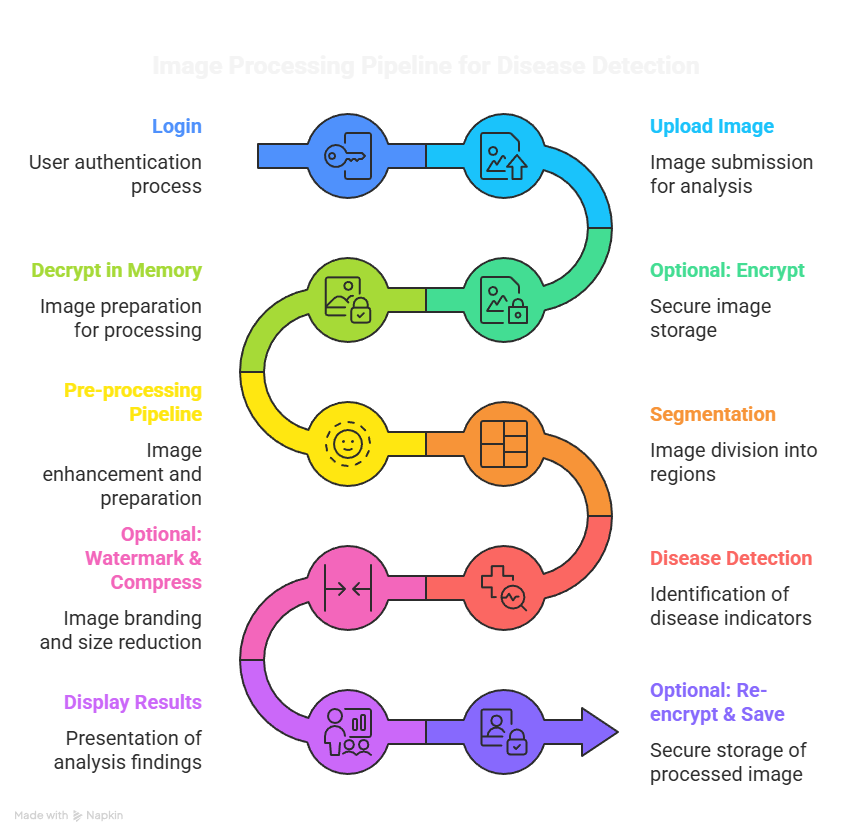 Image Processing Pipeline for Disease Detection
Login
User authentication
process
Upload Image
Image submission
for analysis
Decrypt in Memory
Image preparation
for processing
Optional: Encrypt
Secure image
storage
Pre-processing
Pipeline
Image
enhancement and
preparation
Segmentation
Image division into
regions
Optional:
Watermark &
Compress
Image branding
and size reduction
Disease Detection
Identification of
disease indicators
Display Results
Presentation of
analysis findings
Optional: Re-
encrypt & Save
Secure storage of
processed image
Made with Napkin